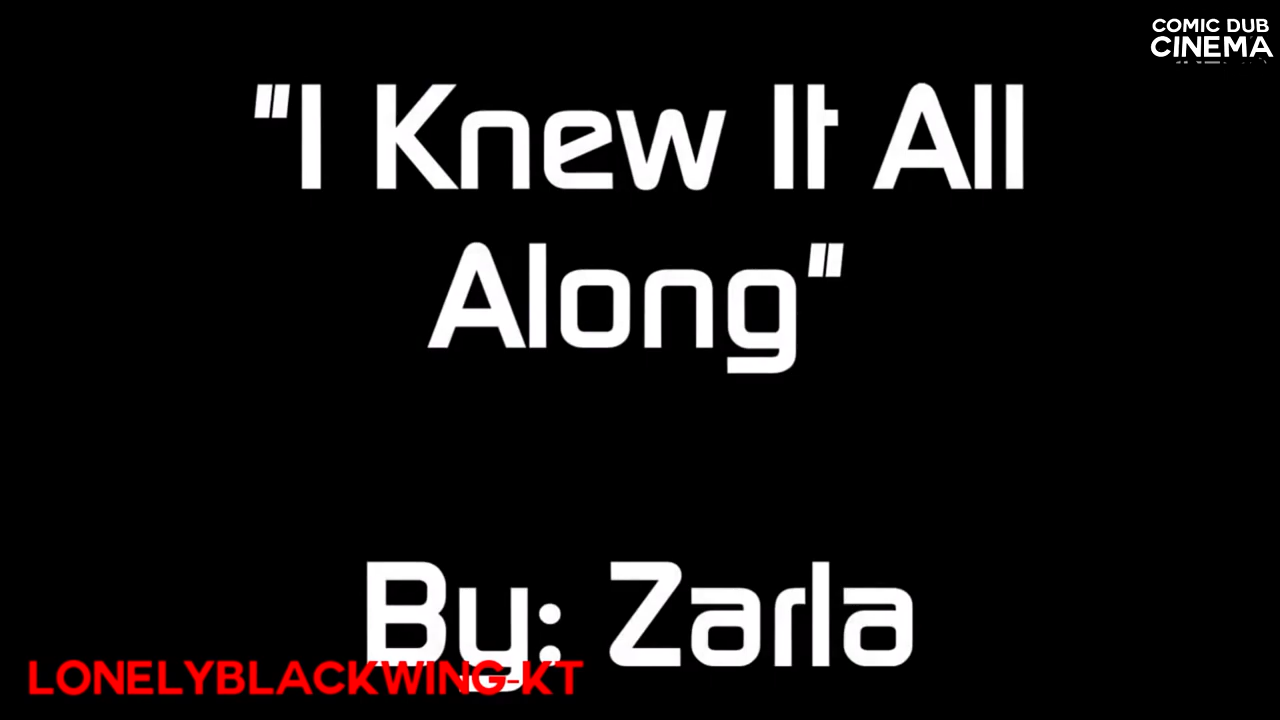 COMIC DUB
CINEMA
"I Knew It All
Along"
By: Zarla
LONELYBLACKWING-KT